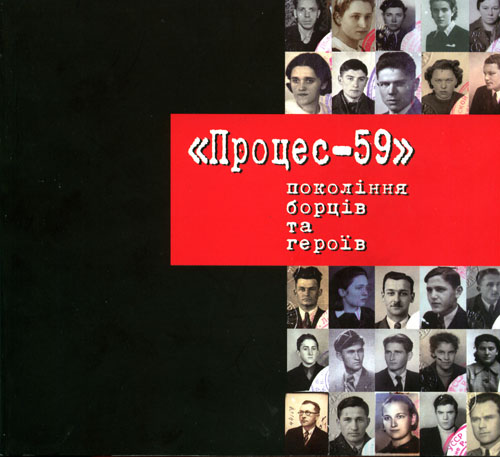 «Процес-59»
покоління
борців
та
героїв